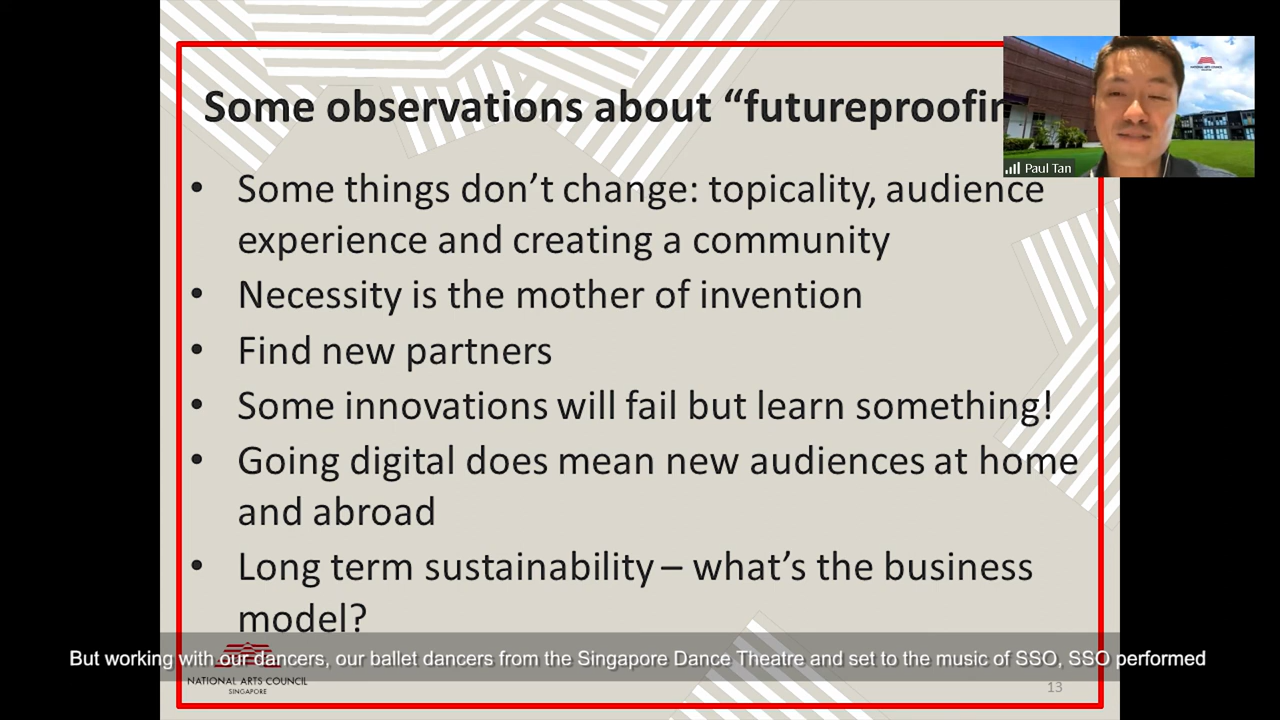 Some observations about “futureproofin
NATIONAL ARTS COUNCIL
Paul Tan
• Some things don’t change: topicality, audience
experience and creating a community
• Necessity is the mother of invention
• Find new partners
• Some innovations will fail but learn something!
• Going digital does mean new audiences at home
and abroad
• Long term sustainability – what’s the business
model?
But working with our dancers, our ballet dancers from the Singapore Dance Theatre and set to the music of SSO, SSO performed
NATIONAL ARTS COUNCIL
SINGAPORE
13